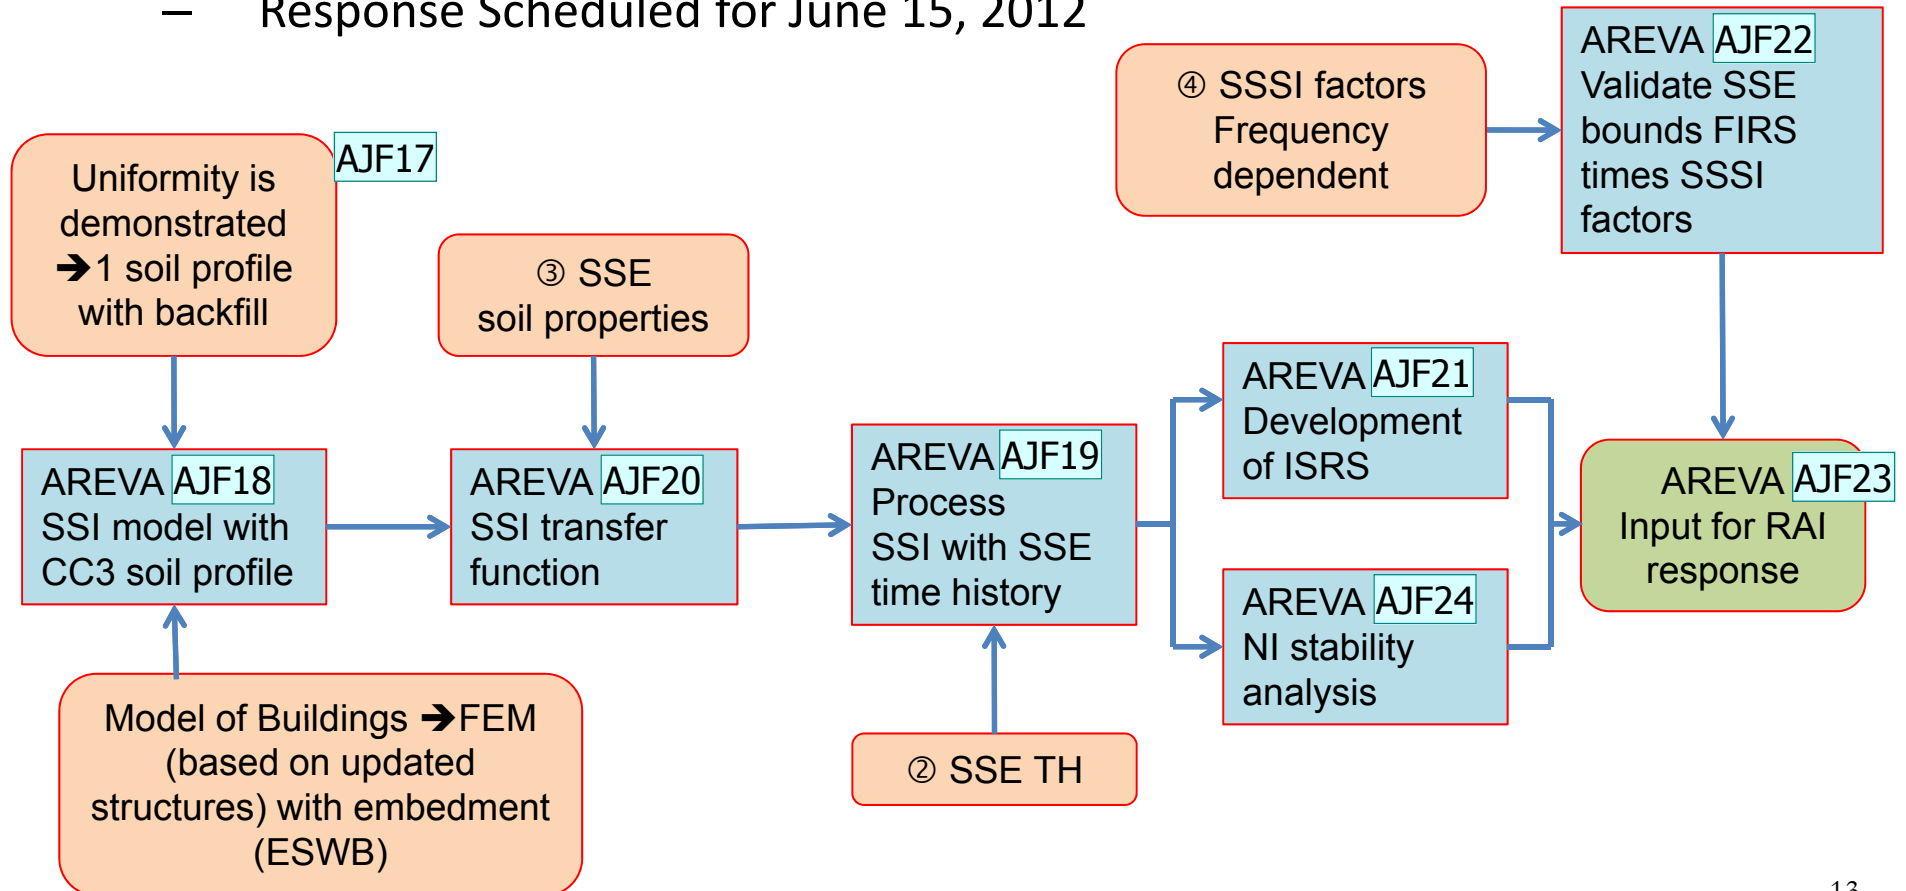 – Response Scheduled for June 15, 2012
④ SSSI factors
Frequency
dependent
AREVA AJF22
Validate SSE
bounds FIRS
times SSSI
factors
AJF17
Uniformity is
demonstrated
➔1 soil profile
with backfill
③ SSE
soil properties
AREVA AJF18
SSI model with
CC3 soil profile
AREVA AJF20
SSI transfer
function
AREVA AJF19
Process
SSI with SSE
time history
AREVA AJF21
Development
of ISRS
AREVA AJF24
NI stability
analysis
AREVA AJF23
Input for RAI
response
Model of Buildings ➔FEM
(based on updated
structures) with embedment
(ESWB)
② SSE TH
13